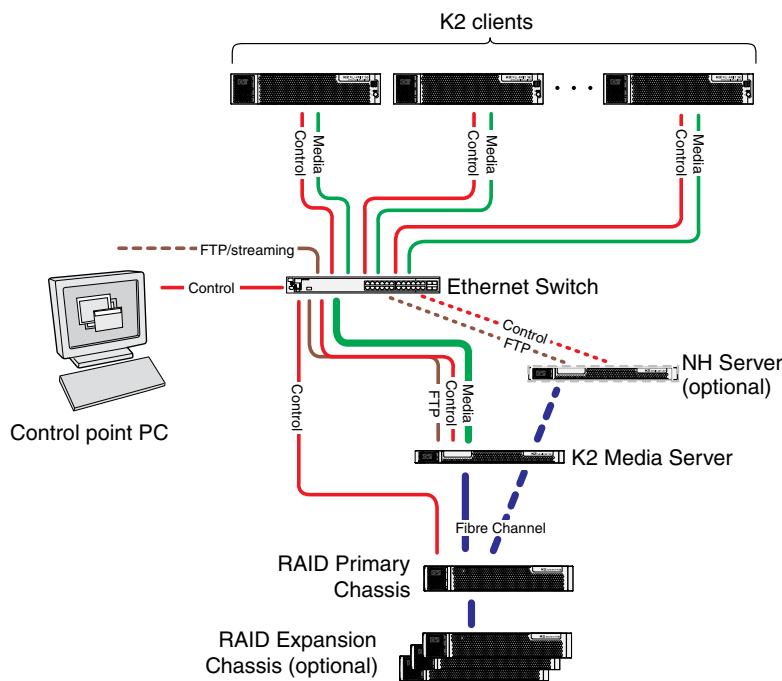 K2 clients
Control
Media
Control
Media
Control
Media
FTP/streaming
Control
Ethernet Switch
Control
FTP
NH Server
(optional)
Control
FTP
Control
Media
Control point PC
K2 Media Server
Fibre Channel
RAID Primary
Chassis
RAID Expansion
Chassis (optional)